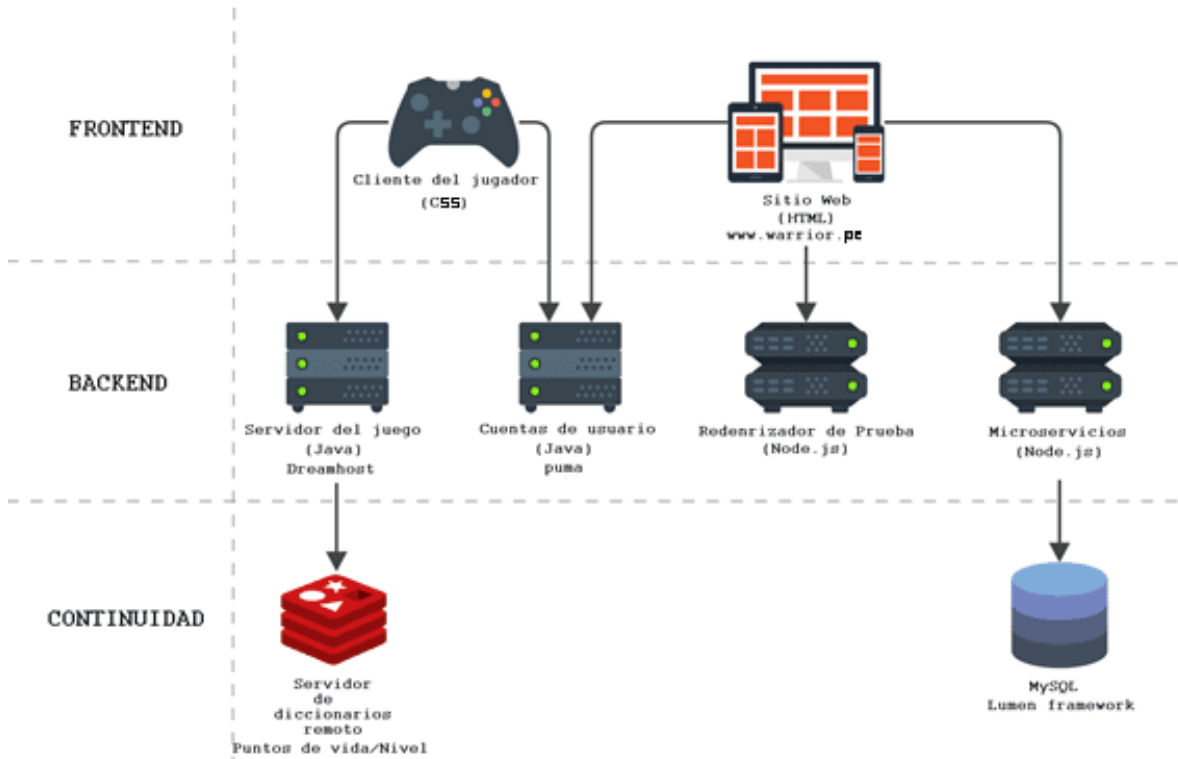 FRONTEND
Cliente del jugador
(CSS)
Sitio Web
(HTML)
www.warrior.pe
BACKEND
Servidor del juego
(Java)
Dreamhost
Cuentas de usuario
(Java)
puma
Redenrizador de Prueba
(Node.js)
Microservicios
(Node.js)
CONTINUIDAD
Servidor
de
diccionarios
remoto
Puntos de vida/Nivel
MySQL
Lumen framework